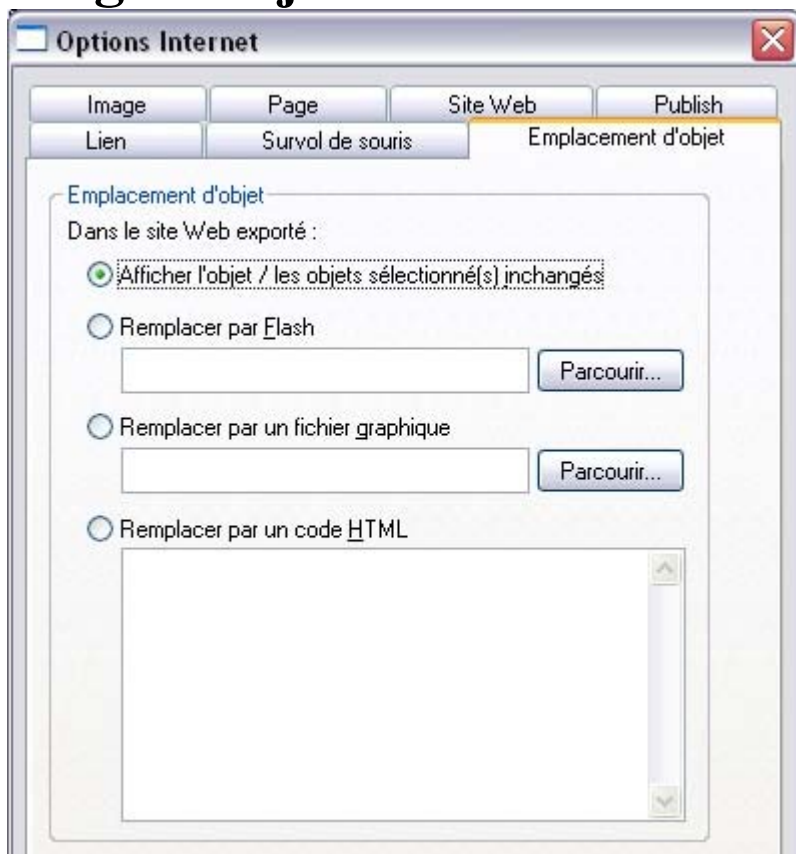 Options Internet
Image Page Site Web Publish
Lien Survol de souris Emplacement d'objet
Emplacement d'objet
Dans le site Web exporté :
Afficher l'objet / les objets sélectionné(s) inchangés
Remplacer par Flash
Parcourir...
Remplacer par un fichier graphique
Parcourir...
Remplacer par un code HTML